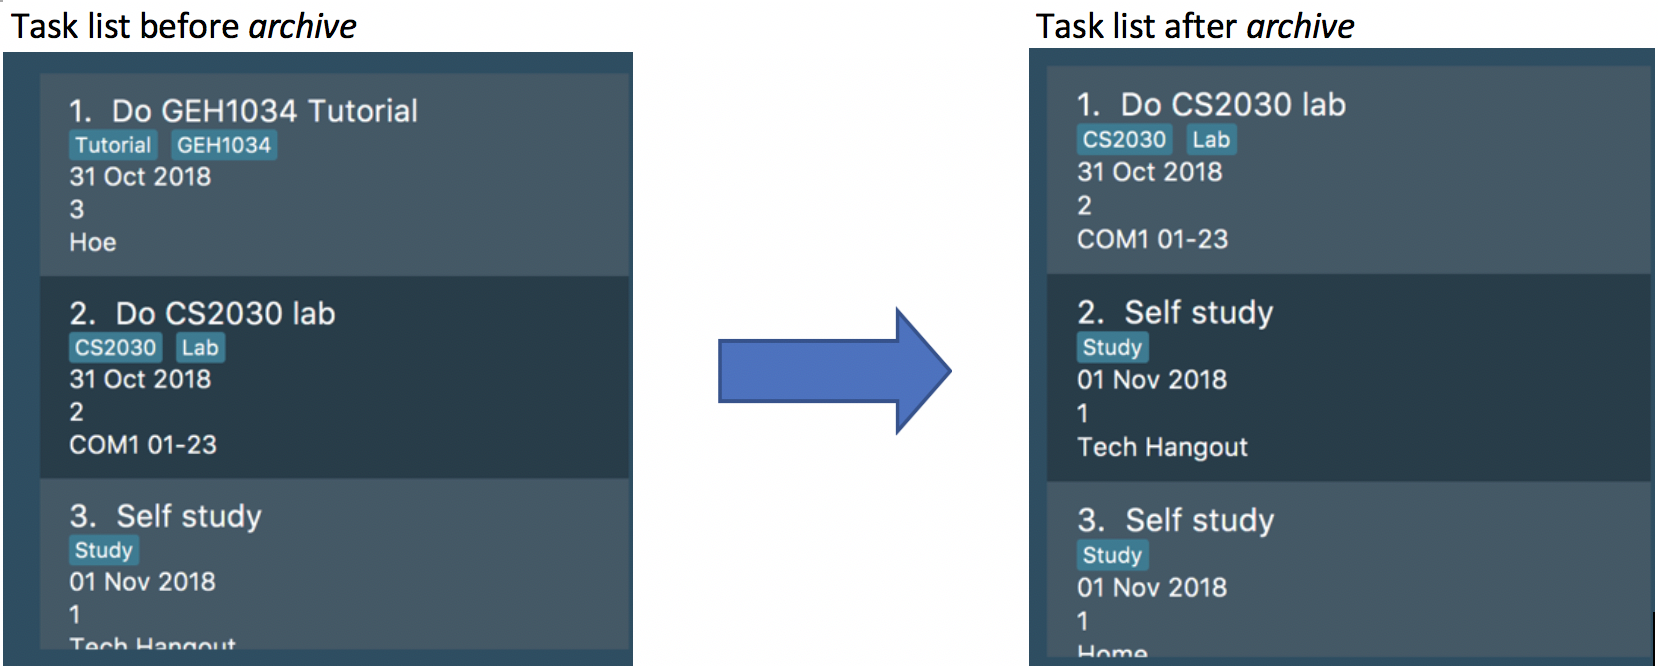 Task list before archive
1. Do GEH1034 Tutorial
Tutorial GEH1034
31 Oct 2018
3
Hoe
2. Do CS2030 lab
CS2030 Lab
31 Oct 2018
2
COM1 01-23
3. Self study
Study
01 Nov 2018
1
Tech Hangout
Task list after archive
1. Do CS2030 lab
CS2030 Lab
31 Oct 2018
2
COM1 01-23
2. Self study
Study
01 Nov 2018
1
Tech Hangout
3. Self study
Study
01 Nov 2018
1
Home